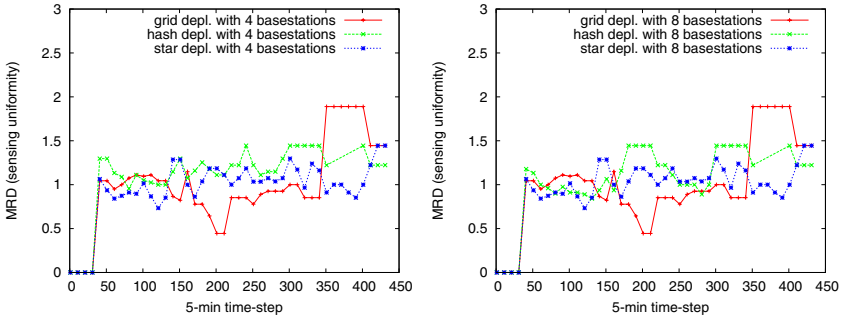 grid depl. with 4 basestations
hash depl. with 4 basestations
star depl. with 4 basestations
MRD (sensing uniformity)
3
2.5
2
1.5
1
0.5
0
0 50 100 150 200 250 300 350 400 450
5-min time-step
grid depl. with 8 basestations
hash depl. with 8 basestations
star depl. with 8 basestations
MRD (sensing uniformity)
3
2.5
2
1.5
1
0.5
0
0 50 100 150 200 250 300 350 400 450
5-min time-step